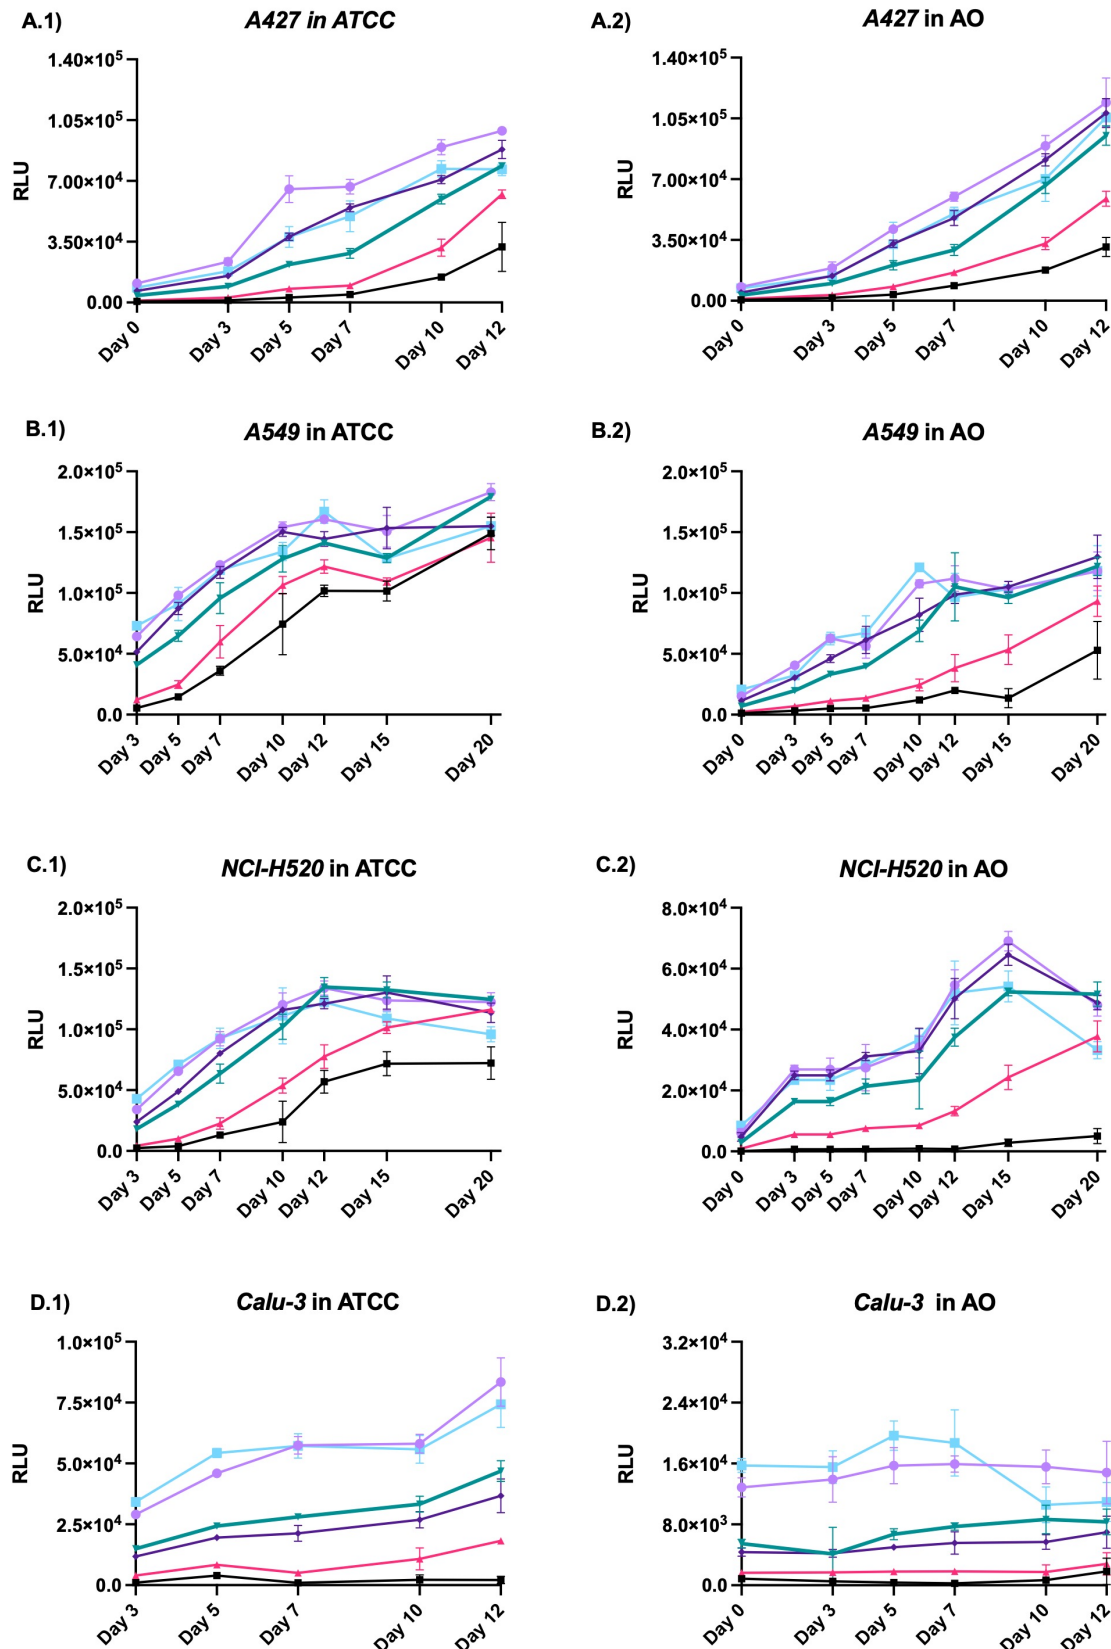 A.1) A427 in ATCC
1.40×10⁵
1.05×10⁵
7.00×10⁴
3.50×10⁴
0.00
RLU
Day 0 Day 3 Day 5 Day 7 Day 10 Day 12
A.2) A427 in AO
1.40×10⁵
1.05×10⁵
7.00×10⁴
3.50×10⁴
0.00
RLU
Day 0 Day 3 Day 5 Day 7 Day 10 Day 12
B.1) A549 in ATCC
2.0×10⁵
1.5×10⁵
1.0×10⁵
5.0×10⁴
0.0
RLU
Day 3 Day 5 Day 7 Day 10 Day 12 Day 15 Day 20
B.2) A549 in AO
2.0×10⁵
1.5×10⁵
1.0×10⁵
5.0×10⁴
0.0
RLU
Day 0 Day 3 Day 5 Day 7 Day 10 Day 12 Day 15 Day 20
C.1) NCI-H520 in ATCC
2.0×10⁵
1.5×10⁵
1.0×10⁵
5.0×10⁴
0.0
RLU
Day 3 Day 5 Day 7 Day 10 Day 12 Day 15 Day 20
C.2) NCI-H520 in AO
8.0×10⁴
6.0×10⁴
4.0×10⁴
2.0×10⁴
0.0
RLU
Day 0 Day 3 Day 5 Day 7 Day 10 Day 12 Day 15 Day 20
D.1) Calu-3 in ATCC
1.0×10⁵
7.5×10⁴
5.0×10⁴
2.5×10⁴
0.0
RLU
Day 3 Day 5 Day 7 Day 10 Day 12
D.2) Calu-3 in AO
3.2×10⁴
2.4×10⁴
1.6×10⁴
8.0×10³
0.0
RLU
Day 0 Day 3 Day 5 Day 7 Day 10 Day 12